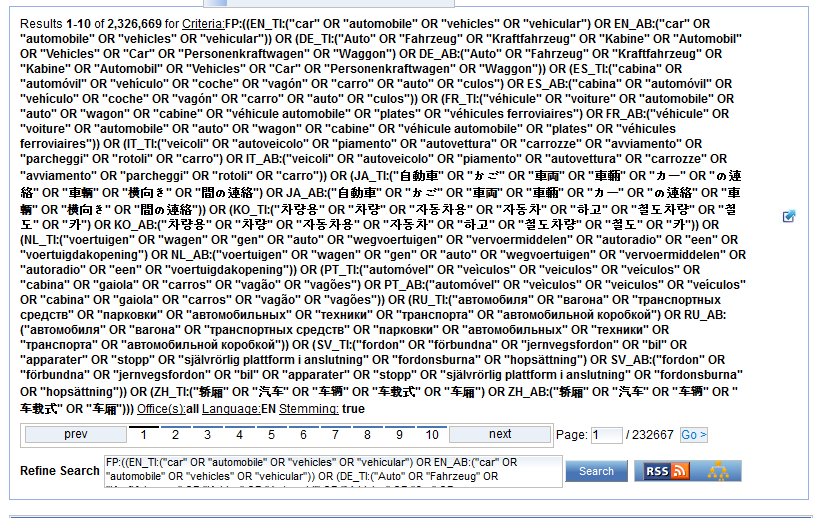 Results 1-10 of 2,326,669 for Criteria:FP:((EN_TI:("car" OR "automobile" OR "vehicles" OR "vehicular") OR EN_AB:("car" OR
"automobile" OR "vehicles" OR "vehicular")) OR (DE_TI:("Auto" OR "Fahrzeug" OR "Kraftfahrzeug" OR "Kabine" OR "Automobil"
OR "Vehicles" OR "Car" OR "Personenkraftwagen" OR "Waggon") OR DE_AB:("Auto" OR "Fahrzeug" OR "Kraftfahrzeug" OR
"Kabine" OR "Automobil" OR "Vehicles" OR "Car" OR "Personenkraftwagen" OR "Waggon")) OR (ES_TI:("cabina" OR
"automóvil" OR "vehículo" OR "coche" OR "vagón" OR "carro" OR "auto" OR "culos") OR ES_AB:("cabina" OR "automóvil" OR
"vehículo" OR "coche" OR "vagón" OR "carro" OR "auto" OR "culos")) OR (FR_TI:("véhicule" OR "voiture" OR "automobile" OR
"auto" OR "wagon" OR "cabine" OR "véhicule automobile" OR "plates" OR "véhicules ferroviaires") OR FR_AB:("véhicule" OR
"voiture" OR "automobile" OR "auto" OR "wagon" OR "cabine" OR "véhicule automobile" OR "plates" OR "véhicules
ferroviaires")) OR (IT_TI:("veicoli" OR "autoveicolo" OR "piamento" OR "autovettura" OR "carrozze" OR "avviamento" OR
"parcheggi" OR "rotoli" OR "carro") OR IT_AB:("veicoli" OR "autoveicolo" OR "piamento" OR "autovettura" OR "carrozze" OR
"avviamento" OR "parcheggi" OR "rotoli" OR "carro")) OR (JA_TI:("自動車" OR "かご" OR "車両" OR "車輌" OR "カー" OR "の連
絡" OR "車輛" OR "横向き" OR "間の連絡") OR JA_AB:("自動車" OR "かご" OR "車両" OR "車輌" OR "カー" OR "の連絡" OR "車
輛" OR "横向き" OR "間の連絡")) OR (KO_TI:("차량용" OR "차량" OR "자동차용" OR "자동차" OR "하고" OR "철도차량" OR "철
도" OR "카") OR KO_AB:("차량용" OR "차량" OR "자동차용" OR "자동차" OR "하고" OR "철도차량" OR "철도" OR "카")) OR
(NL_TI:("voertuigen" OR "wagen" OR "gen" OR "auto" OR "wegvoertuigen" OR "vervoermiddelen" OR "autoradio" OR "een" OR
"voertuigdakopening") OR NL_AB:("voertuigen" OR "wagen" OR "gen" OR "auto" OR "wegvoertuigen" OR "vervoermiddelen" OR
"autoradio" OR "een" OR "voertuigdakopening")) OR (PT_TI:("automóvel" OR "veìculos" OR "veiculos" OR "veículos" OR
"cabina" OR "gaiola" OR "carros" OR "vagão" OR "vagões") OR PT_AB:("automóvel" OR "veìculos" OR "veiculos" OR "veículos"
OR "cabina" OR "gaiola" OR "carros" OR "vagão" OR "vagões")) OR (RU_TI:("автомобиля" OR "вагона" OR "транспортных
средств" OR "парковки" OR "автомобильных" OR "техники" OR "транспорта" OR "автомобильной коробкой") OR RU_AB:
("автомобиля" OR "вагона" OR "транспортных средств" OR "парковки" OR "автомобильных" OR "техники" OR
"транспорта" OR "автомобильной коробкой")) OR (SV_TI:("fordon" OR "förbundna" OR "jernvegsfordon" OR "bil" OR
"apparater" OR "stopp" OR "självrörlig plattform i anslutning" OR "fordonsburna" OR "hopsättning") OR SV_AB:("fordon" OR
"förbundna" OR "jernvegsfordon" OR "bil" OR "apparater" OR "stopp" OR "självrörlig plattform i anslutning" OR "fordonsburna"
OR "hopsättning")) OR (ZH_TI:("轿厢" OR "汽车" OR "车辆" OR "车载式" OR "车厢") OR ZH_AB:("轿厢" OR "汽车" OR "车辆" OR "
车载式" OR "车厢"))) Office(s):all Language:EN Stemming: true
prev 1 2 3 4 5 6 7 8 9 10 next Page: 1 / 232667 Go >
Refine Search FP:((EN_TI:("car" OR "automobile" OR "vehicles" OR "vehicular") OR EN_AB:("car" OR
"automobile" OR "vehicles" OR "vehicular")) OR (DE_TI:("Auto" OR "Fahrzeug" OR
Search RSS